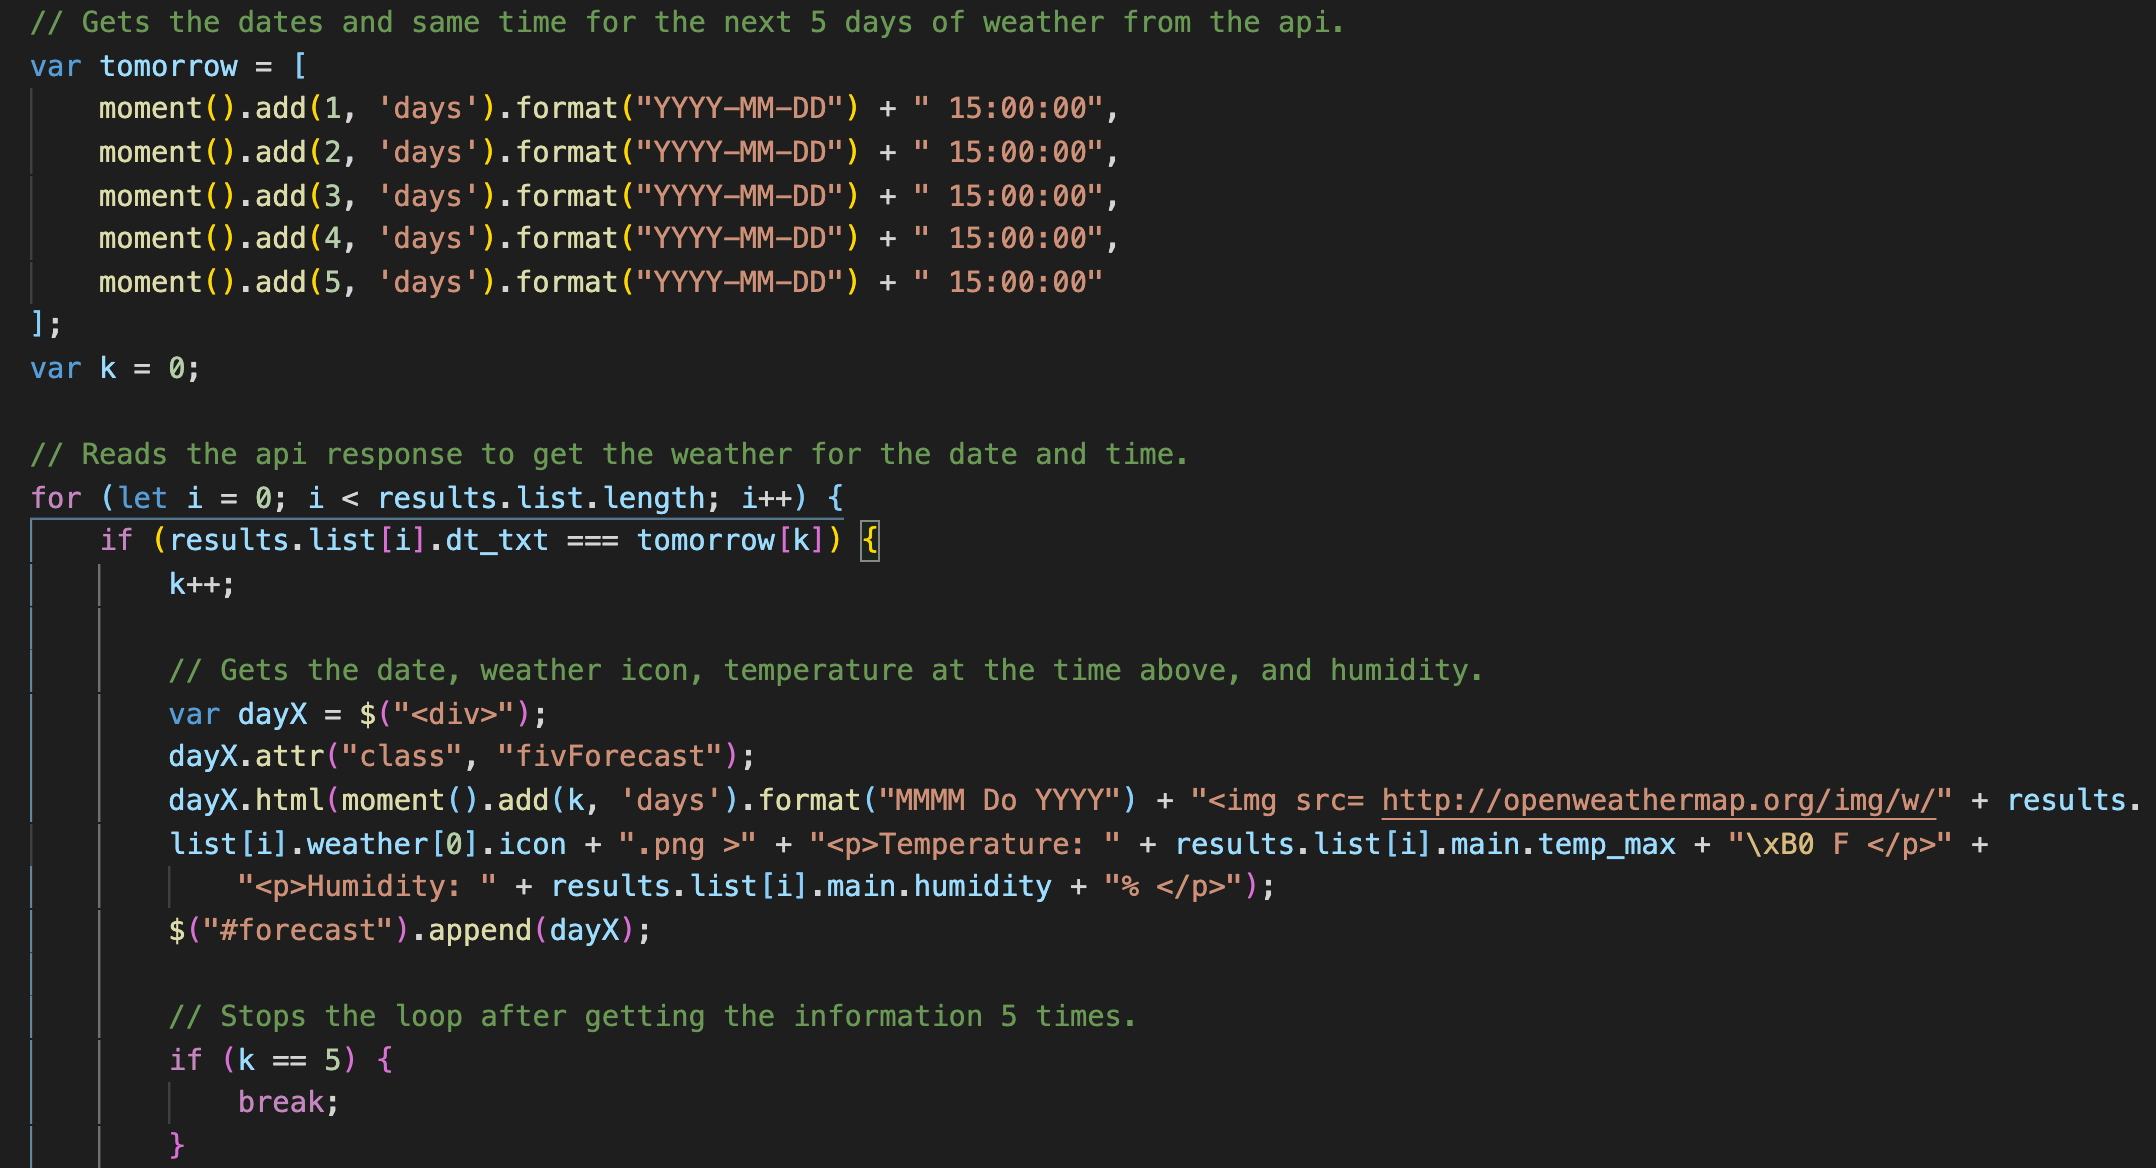 // Gets the dates and same time for the next 5 days of weather from the api.
var tomorrow = [
    moment().add(1, 'days').format("YYYY-MM-DD") + " 15:00:00",
    moment().add(2, 'days').format("YYYY-MM-DD") + " 15:00:00",
    moment().add(3, 'days').format("YYYY-MM-DD") + " 15:00:00",
    moment().add(4, 'days').format("YYYY-MM-DD") + " 15:00:00",
    moment().add(5, 'days').format("YYYY-MM-DD") + " 15:00:00"
];
var k = 0;

// Reads the api response to get the weather for the date and time.
for (let i = 0; i < results.list.length; i++) {
    if (results.list[i].dt_txt === tomorrow[k]) {
        k++;

        // Gets the date, weather icon, temperature at the time above, and humidity.
        var dayX = $("<div>");
        dayX.attr("class", "fivForecast");
        dayX.html(moment().add(k, 'days').format("MMMM Do YYYY") + "<img src= http://openweathermap.org/img/w/" + results.
        list[i].weather[0].icon + ".png >" + "<p>Temperature: " + results.list[i].main.temp_max + "\xB0 F </p>" +
            "<p>Humidity: " + results.list[i].main.humidity + "% </p>");
        $("#forecast").append(dayX);

        // Stops the loop after getting the information 5 times.
        if (k == 5) {
            break;
        }